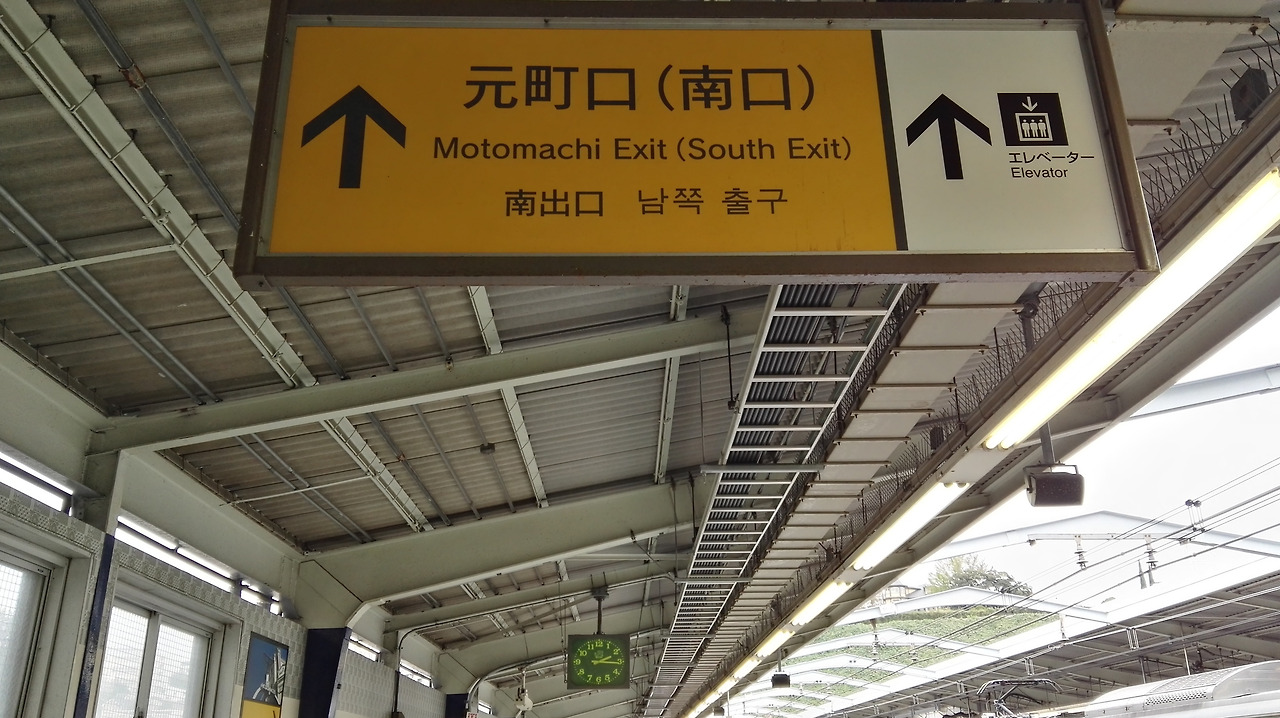 元町口(南口)
Motomachi Exit (South Exit)
南出口 남쪽 출구
エレベーター
Elevator